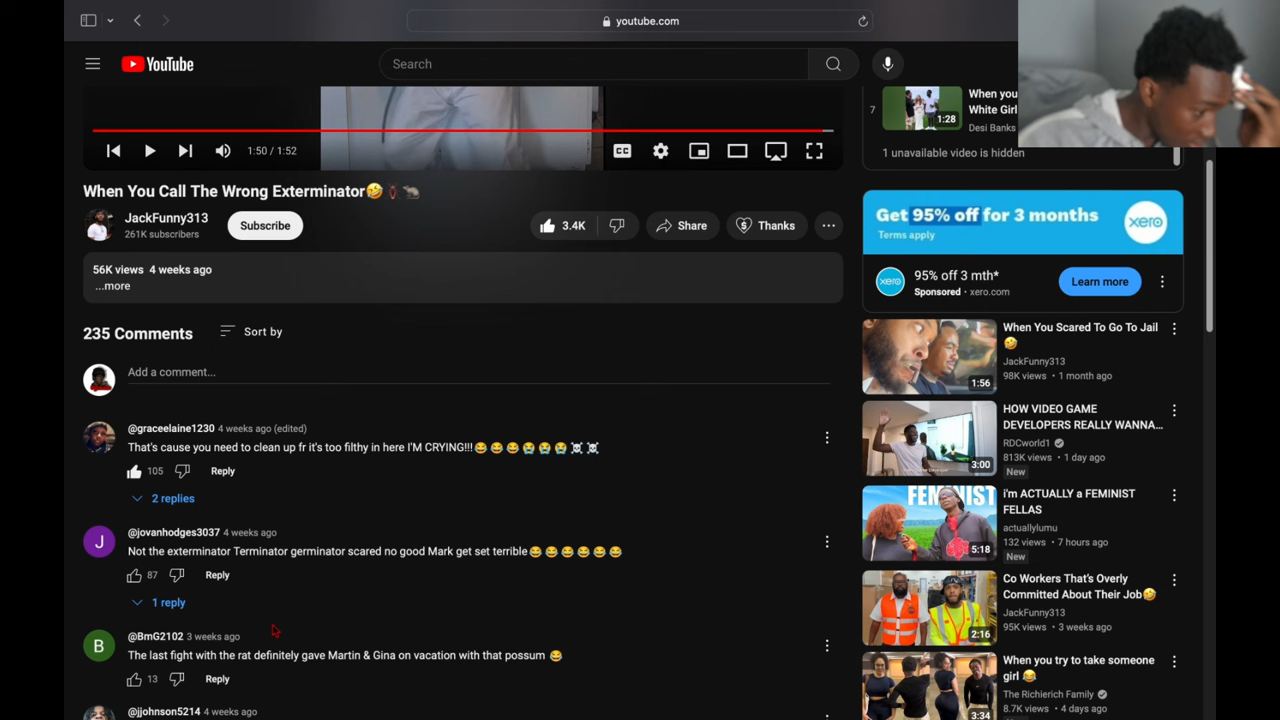 youtube.com
YouTube
Search
1:50 / 1:52
CC
When You Call The Wrong Exterminator🤣🪳🐀
JackFunny313
261K subscribers
Subscribe
3.4K
Share
Thanks
56K views 4 weeks ago
...more
235 Comments
Sort by
Add a comment...
@graceelaine1230 4 weeks ago (edited)
That's cause you need to clean up fr it's too filthy in here I'M CRYING!!!😂😂😂😭😭😭☠️☠️
105
Reply
2 replies
J
@jovanhodges3037 4 weeks ago
Not the exterminator Terminator germinator scared no good Mark get set terrible😂😂😂😂😂😂
87
Reply
1 reply
B
@BmG2102 3 weeks ago
The last fight with the rat definitely gave Martin & Gina on vacation with that possum 😂
13
Reply
@jjohnson5214 4 weeks ago
7
1:28
When you
White Girl
Desi Banks
1 unavailable video is hidden
Get 95% off for 3 months
Terms apply
xero
xero
95% off 3 mth*
Sponsored · xero.com
Learn more
1:56
When You Scared To Go To Jail
🤣
JackFunny313
98K views • 1 month ago
3:00
HOW VIDEO GAME
DEVELOPERS REALLY WANNA...
RDCworld1
813K views • 1 day ago
New
FEMINIST
5:18
i'm ACTUALLY a FEMINIST
FELLAS
actuallylumu
132 views • 7 hours ago
New
2:16
Co Workers That's Overly
Committed About Their Job🤣
JackFunny313
95K views • 3 weeks ago
3:34
When you try to take someone
girl 😂
The Richierich Family
8.7K views • 4 days ago